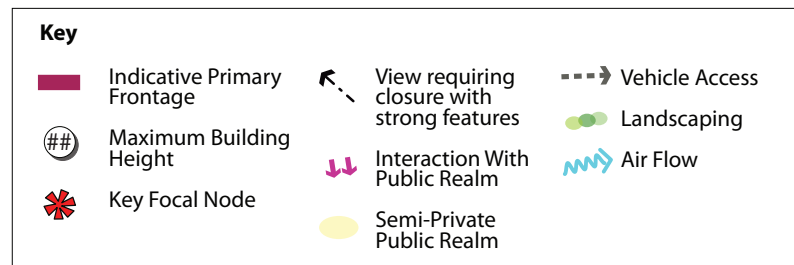 Key
Indicative Primary
Frontage
##
Maximum Building
Height
Key Focal Node
View requiring
closure with
strong features
Interaction With
Public Realm
Semi-Private
Public Realm
Vehicle Access
Landscaping
Air Flow